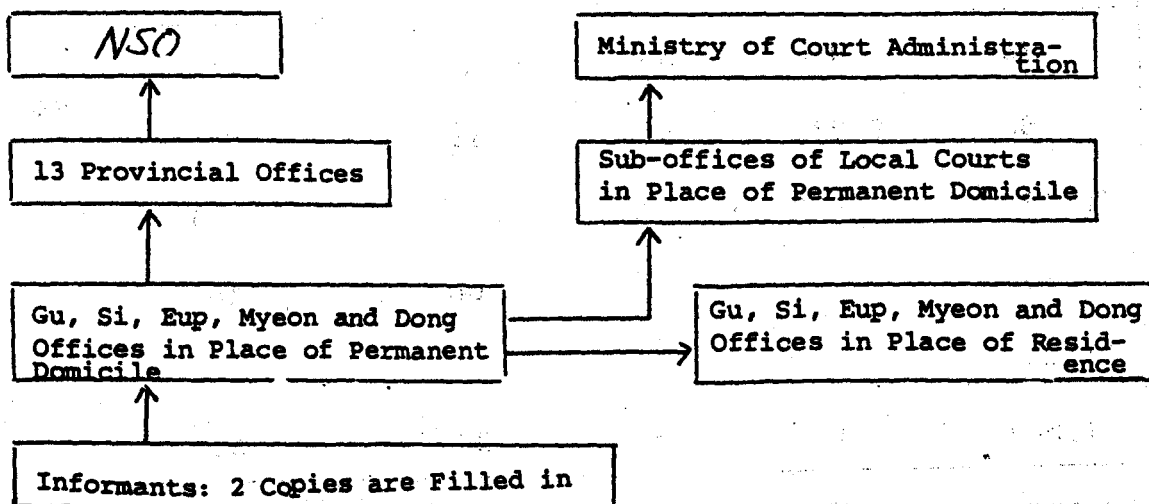 NSO
Ministry of Court Administra-
tion
13 Provincial Offices
Sub-offices of Local Courts
in Place of Permanent Domicile
Gu, Si, Eup, Myeon and Dong
Offices in Place of Permanent
Domicile
Gu, Si, Eup, Myeon and Dong
Offices in Place of Resid-
ence
Informants: 2 Copies are Filled in